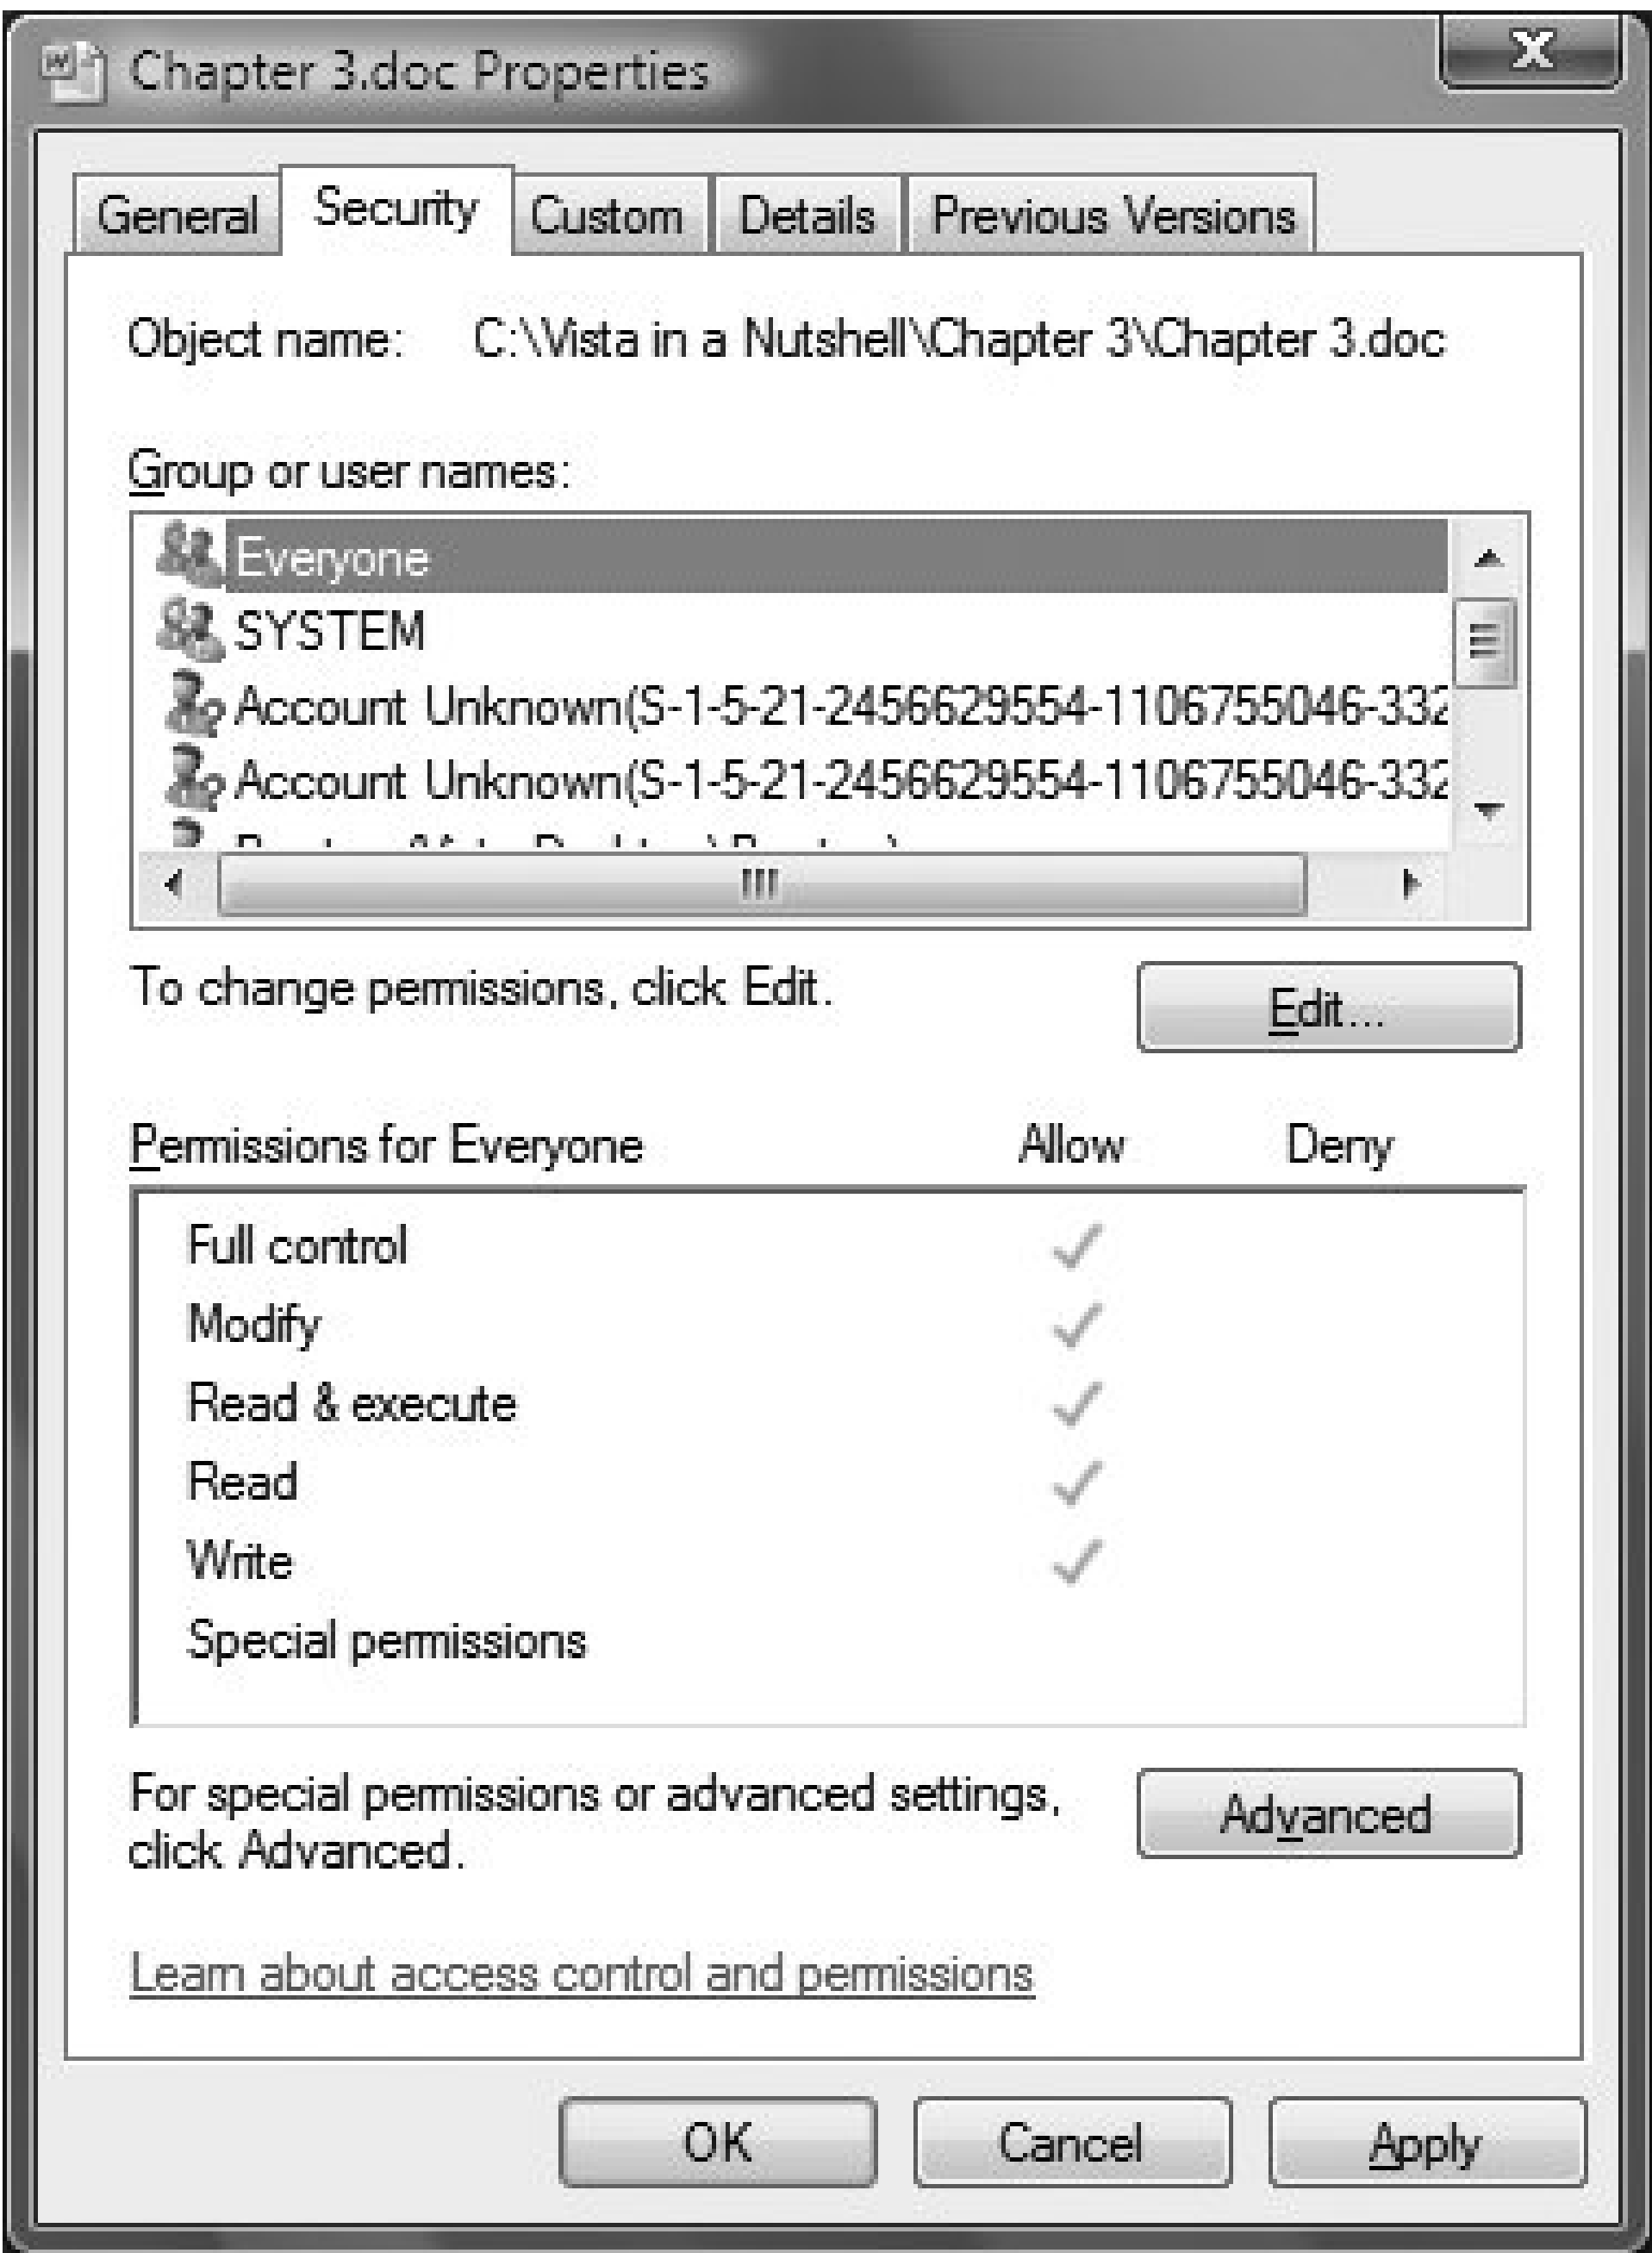 Chapter 3.doc Properties
General Security Custom Details Previous Versions
Object name: C:\Vista in a Nutshell\Chapter 3\Chapter 3.doc
Group or user names:
Everyone
SYSTEM
Account Unknown(S-1-5-21-2456629554-1106755046-332
Account Unknown(S-1-5-21-2456629554-1106755046-332
To change permissions, click Edit.
Edit...
Permissions for Everyone Allow Deny
Full control
Modify
Read & execute
Read
Write
Special permissions
For special permissions or advanced settings,
click Advanced.
Advanced
Learn about access control and permissions
OK Cancel Apply